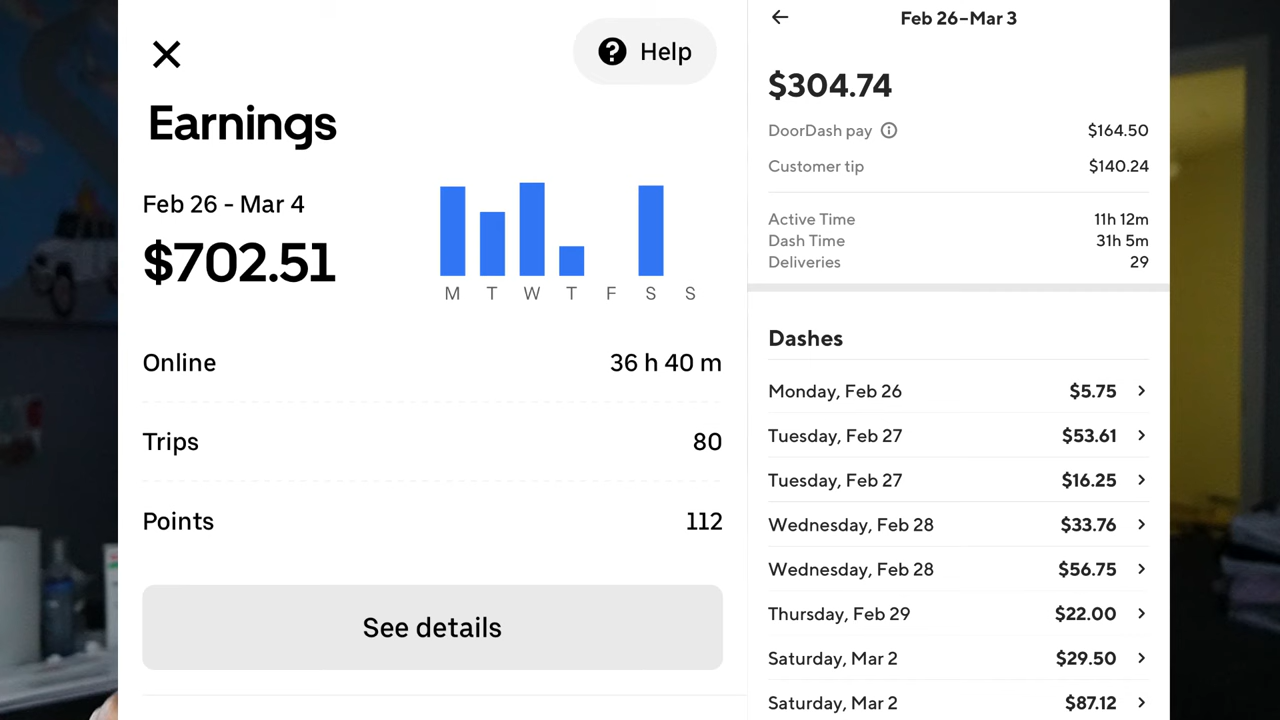 Help
Earnings
Feb 26 - Mar 4
$702.51
M T W T F S S
Online 36 h 40 m
Trips 80
Points 112
See details
Feb 26–Mar 3
$304.74
DoorDash pay $164.50
Customer tip $140.24
Active Time 11h 12m
Dash Time 31h 5m
Deliveries 29
Dashes
Monday, Feb 26 $5.75
Tuesday, Feb 27 $53.61
Tuesday, Feb 27 $16.25
Wednesday, Feb 28 $33.76
Wednesday, Feb 28 $56.75
Thursday, Feb 29 $22.00
Saturday, Mar 2 $29.50
Saturday, Mar 2 $87.12